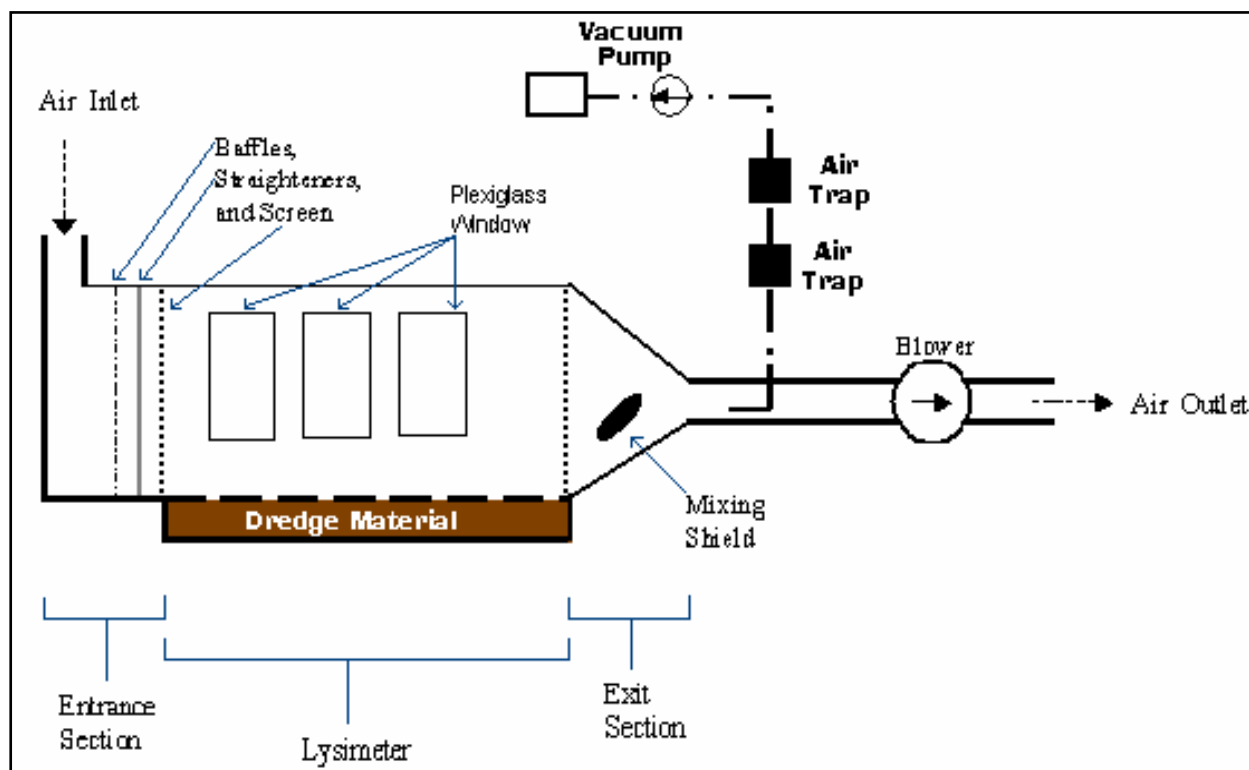 Vacuum
Pump
Air Inlet
Baffles,
Straighteners,
and Screen
Plexiglass
Window
Air
Trap
Air
Trap
Blower
Air Outlet
Dredge Material
Mixing
Shield
Entrance
Section
Lysimeter
Exit
Section